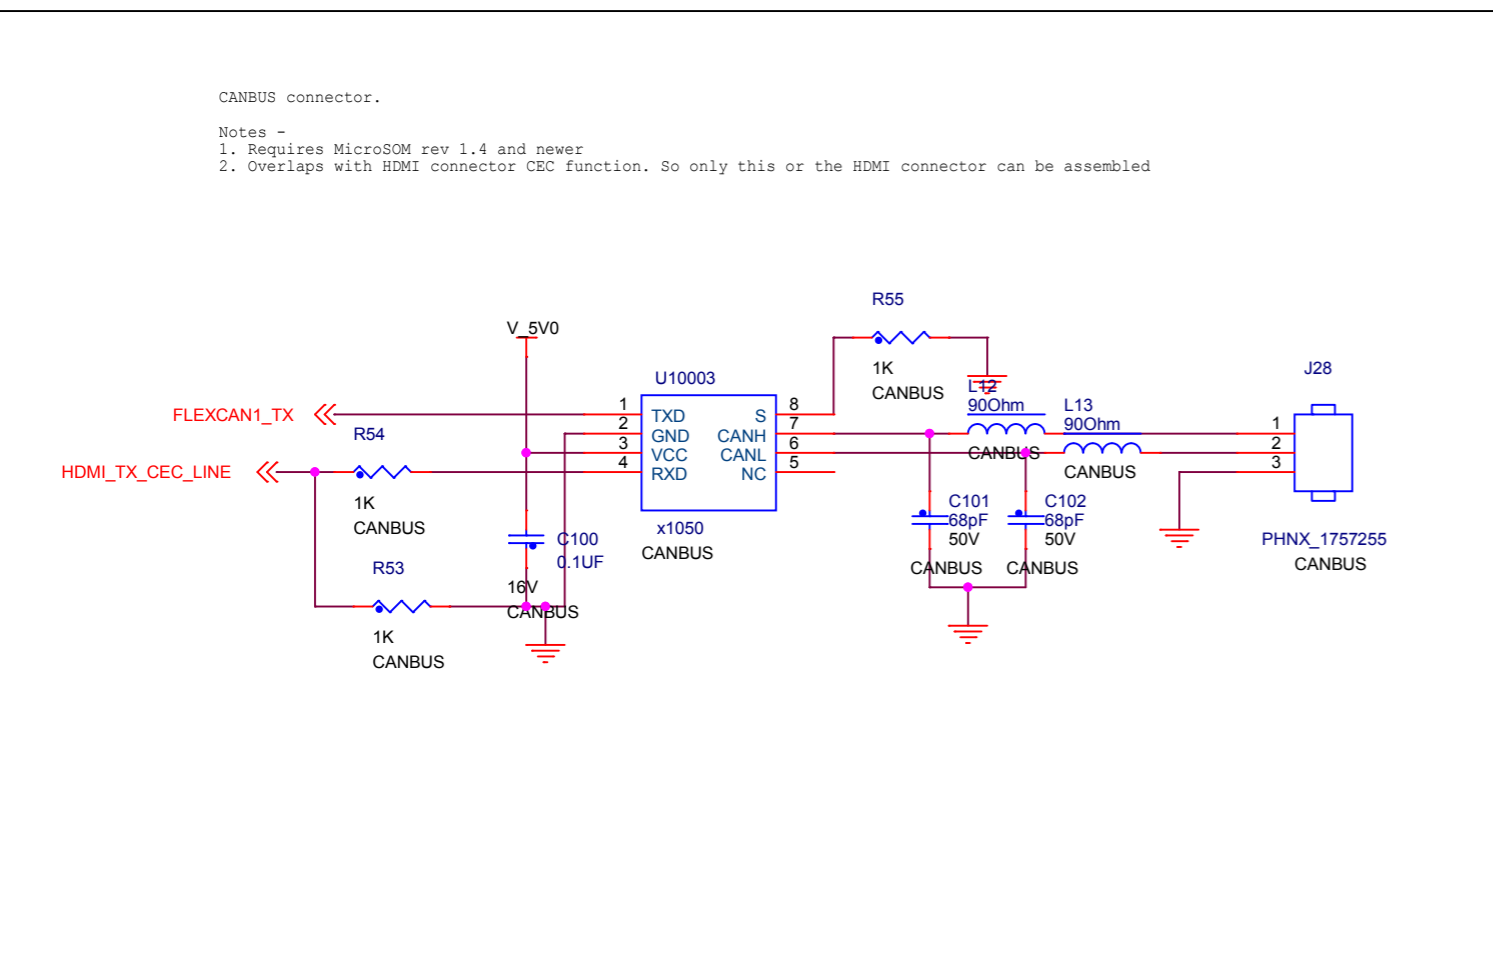 CANBUS connector.
Notes -
1. Requires MicroSOM rev 1.4 and newer
2. Overlaps with HDMI connector CEC function. So only this or the HDMI connector can be assembled
R55
V_5V0
1K
CANBUS
J28
U10003
L12
90Ohm
L13
90Ohm
FLEXCAN1_TX
1 TXD S 8
2 GND CANH 7
3 VCC CANL 6
4 RXD NC 5
R54
HDMI_TX_CEC_LINE
1K
CANBUS
CANBUS
CANBUS
1
2
3
x1050
CANBUS
C101
68pF
50V
CANBUS
C102
68pF
50V
CANBUS
PHNX_1757255
CANBUS
C100
0.1UF
16V
CANBUS
R53
1K
CANBUS